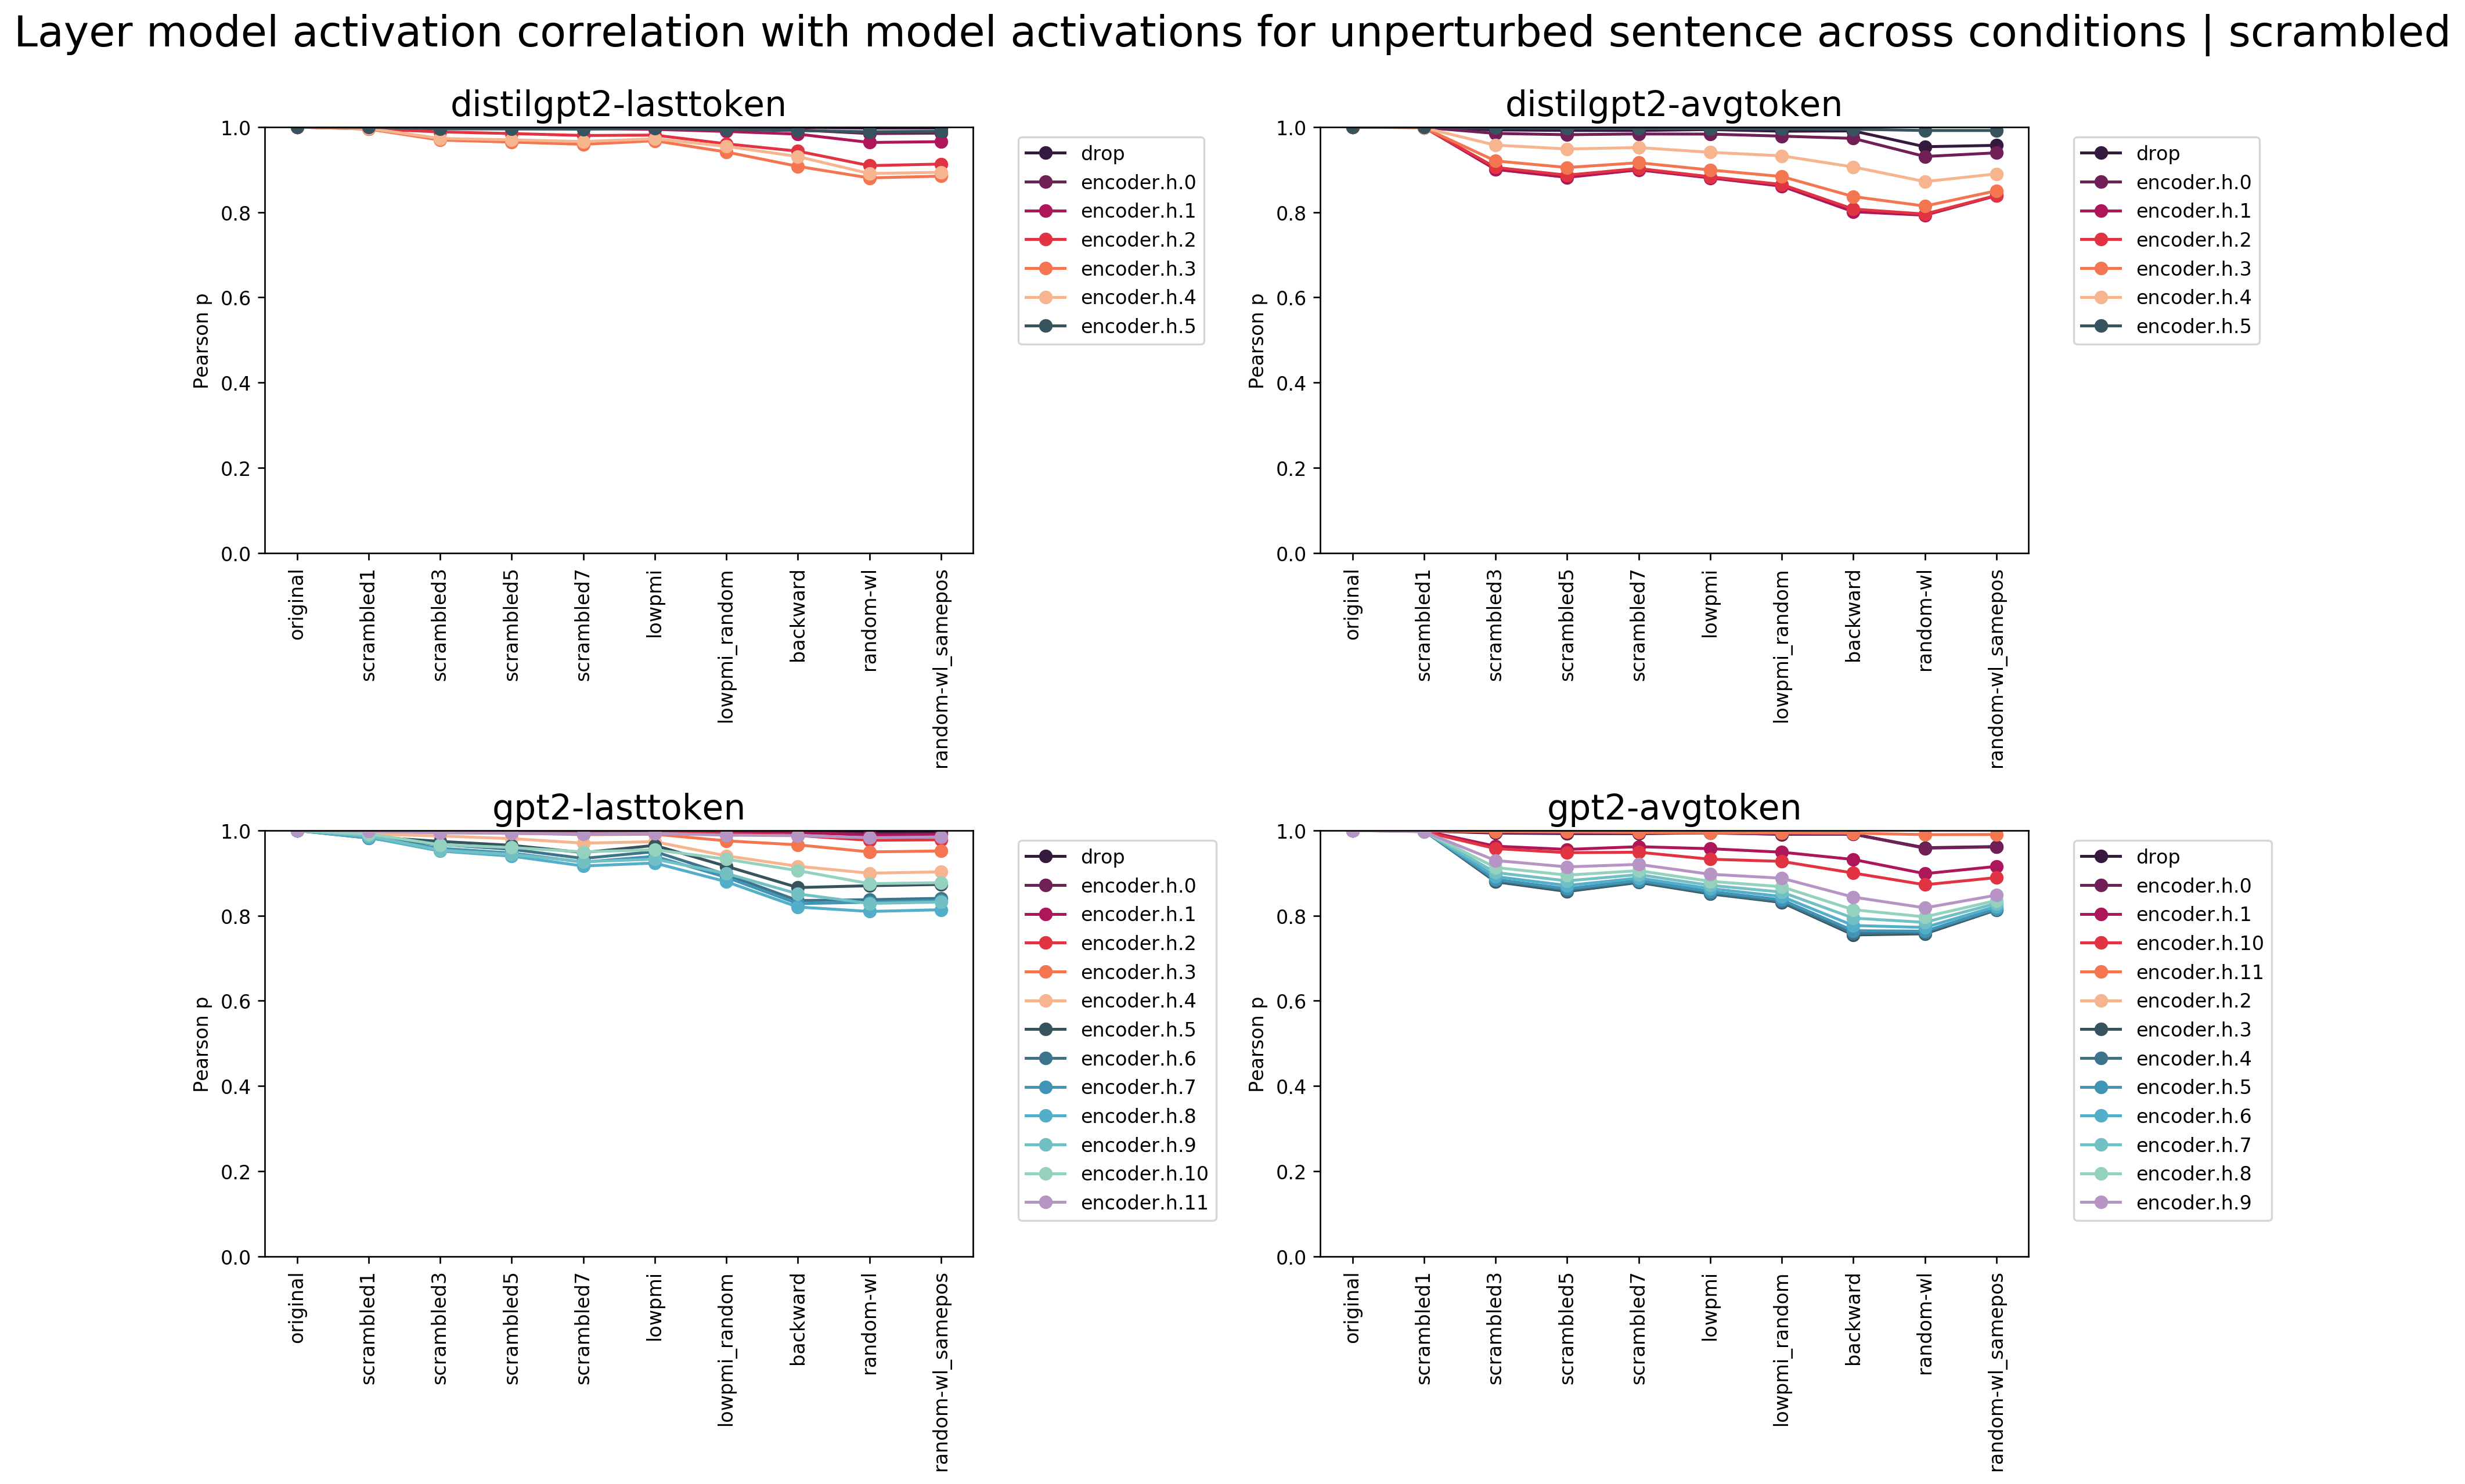 Layer model activation correlation with model activations for unperturbed sentence across conditions | scrambled
distilgpt2-lasttoken
Pearson p
1.0
0.8
0.6
0.4
0.2
0.0
original
scrambled1
scrambled3
scrambled5
scrambled7
lowpmi
lowpmi_random
backward
random-wl
random-wl_samepos
drop
encoder.h.0
encoder.h.1
encoder.h.2
encoder.h.3
encoder.h.4
encoder.h.5
distilgpt2-avgtoken
Pearson p
1.0
0.8
0.6
0.4
0.2
0.0
original
scrambled1
scrambled3
scrambled5
scrambled7
lowpmi
lowpmi_random
backward
random-wl
random-wl_samepos
drop
encoder.h.0
encoder.h.1
encoder.h.2
encoder.h.3
encoder.h.4
encoder.h.5
gpt2-lasttoken
Pearson p
1.0
0.8
0.6
0.4
0.2
0.0
original
scrambled1
scrambled3
scrambled5
scrambled7
lowpmi
lowpmi_random
backward
random-wl
random-wl_samepos
drop
encoder.h.0
encoder.h.1
encoder.h.2
encoder.h.3
encoder.h.4
encoder.h.5
encoder.h.6
encoder.h.7
encoder.h.8
encoder.h.9
encoder.h.10
encoder.h.11
gpt2-avgtoken
Pearson p
1.0
0.8
0.6
0.4
0.2
0.0
original
scrambled1
scrambled3
scrambled5
scrambled7
lowpmi
lowpmi_random
backward
random-wl
random-wl_samepos
drop
encoder.h.0
encoder.h.1
encoder.h.10
encoder.h.11
encoder.h.2
encoder.h.3
encoder.h.4
encoder.h.5
encoder.h.6
encoder.h.7
encoder.h.8
encoder.h.9